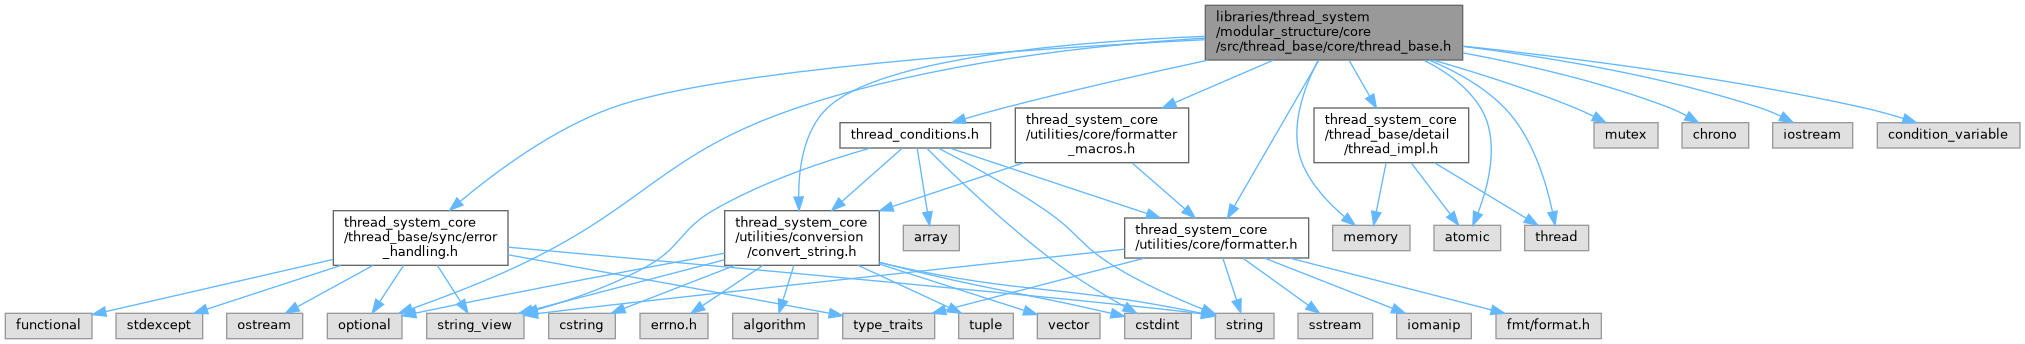 libraries/thread_system
/modular_structure/core
/src/thread_base/core/thread_base.h
thread_system_core
/utilities/core/formatter
_macros.h
thread_system_core
/thread_base/detail
/thread_impl.h
thread_conditions.h
mutex
chrono
iostream
condition_variable
thread_system_core
/thread_base/sync/error
_handling.h
thread_system_core
/utilities/conversion
/convert_string.h
array
thread_system_core
/utilities/core/formatter.h
memory
atomic
thread
functional
stdexcept
ostream
optional
string_view
cstring
errno.h
algorithm
type_traits
tuple
vector
cstdint
string
sstream
iomanip
fmt/format.h